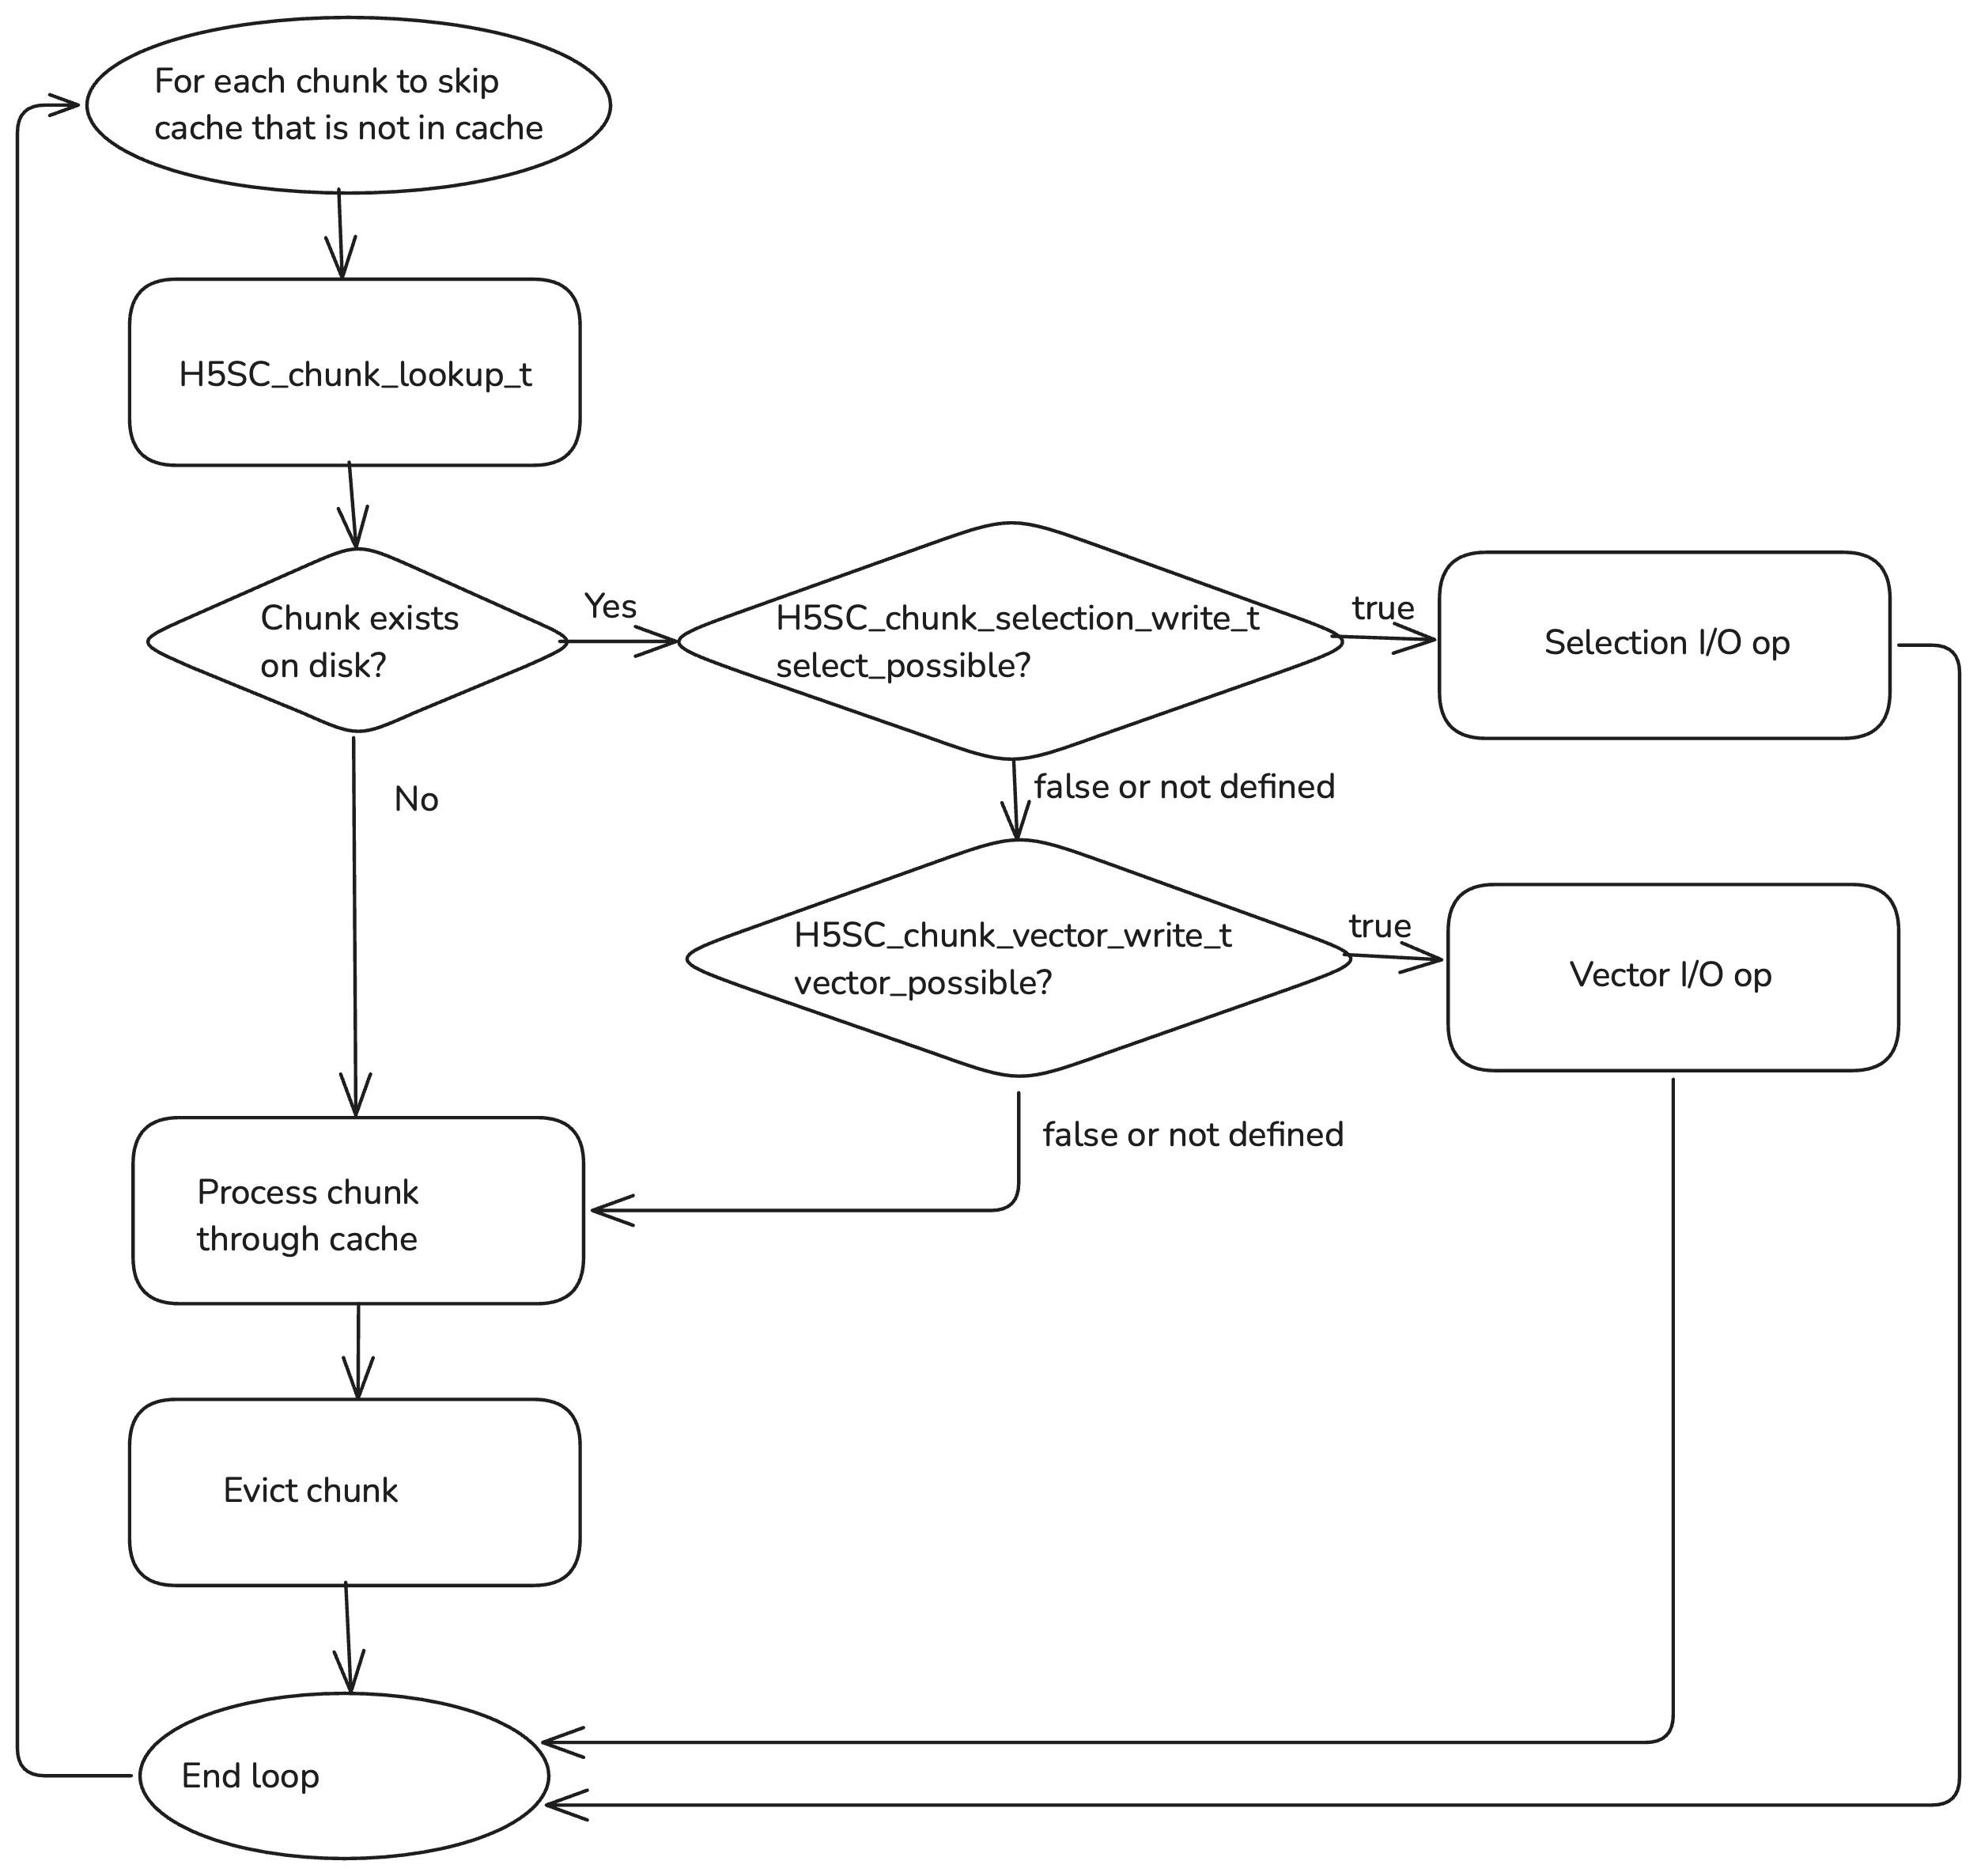 For each chunk to skip
cache that is not in cache
H5SC_chunk_lookup_t
Chunk exists
on disk?
Yes
H5SC_chunk_selection_write_t
select_possible?
true
Selection I/O op
No
false or not defined
H5SC_chunk_vector_write_t
vector_possible?
true
Vector I/O op
false or not defined
Process chunk
through cache
Evict chunk
End loop